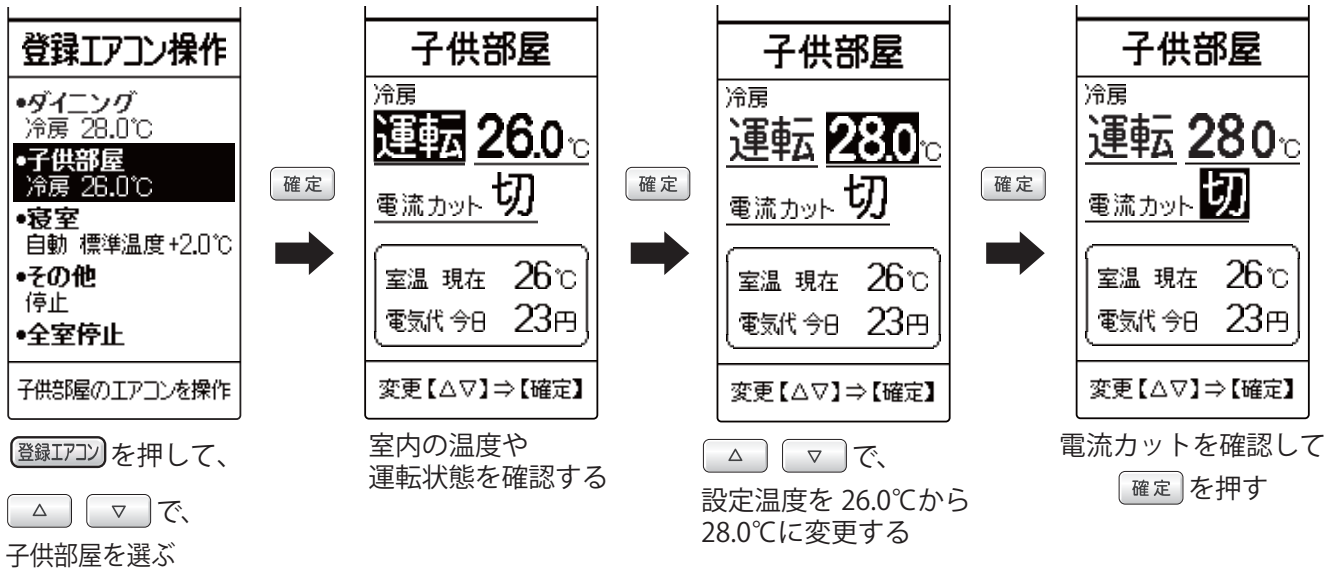 登録エアコン操作
•ダイニング
冷房 28.0℃
•子供部屋
冷房 26.0℃
•寝室
自動 標準温度+2.0℃
•その他
停止
•全室停止
子供部屋のエアコンを操作
登録エアコン を押して、
△ ▽ で、
子供部屋を選ぶ
確定
子供部屋
冷房
運転 26.0℃
電流カット 切
室温 現在 26℃
電気代 今日 23円
変更【△▽】⇒【確定】
室内の温度や
運転状態を確認する
確定
子供部屋
冷房
運転 28.0℃
電流カット 切
室温 現在 26℃
電気代 今日 23円
変更【△▽】⇒【確定】
△ ▽ で、
設定温度を 26.0℃から
28.0℃に変更する
確定
子供部屋
冷房
運転 28 0℃
電流カット 切
室温 現在 26℃
電気代 今日 23円
変更【△▽】⇒【確定】
電流カットを確認して
確定 を押す